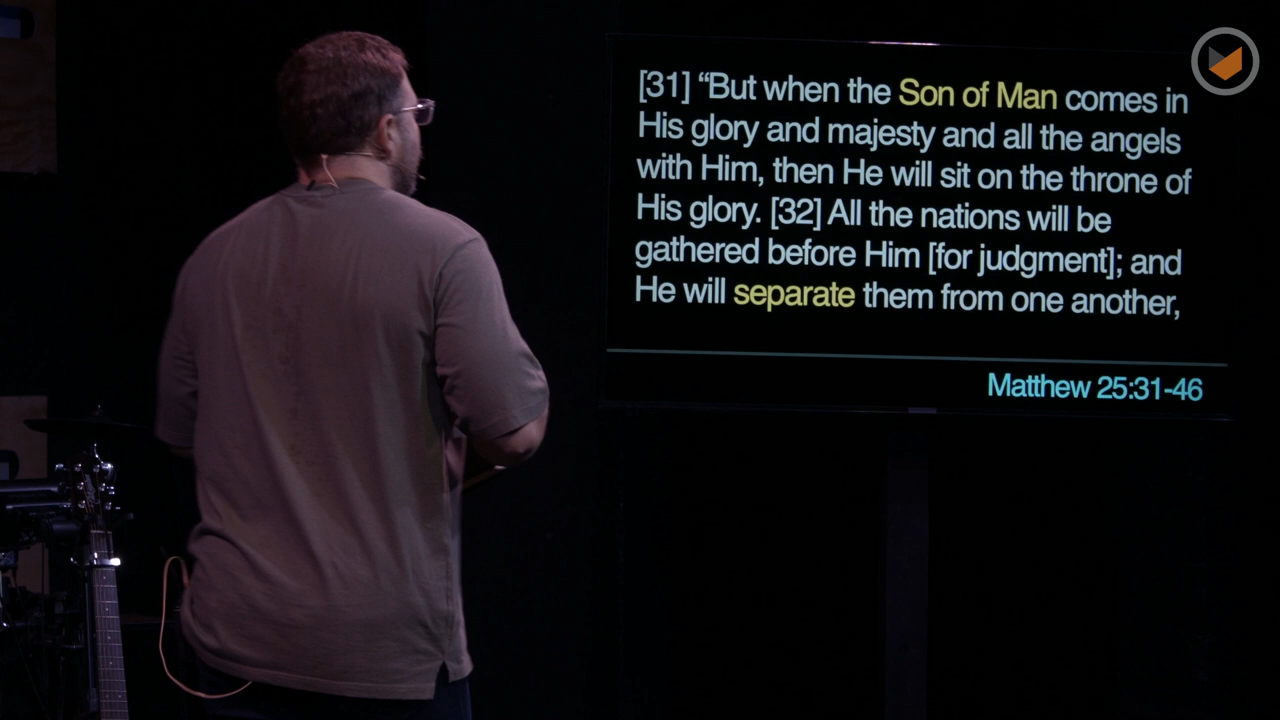 [31] “But when the Son of Man comes in
His glory and majesty and all the angels
with Him, then He will sit on the throne of
His glory. [32] All the nations will be
gathered before Him [for judgment]; and
He will separate them from one another,
Matthew 25:31-46